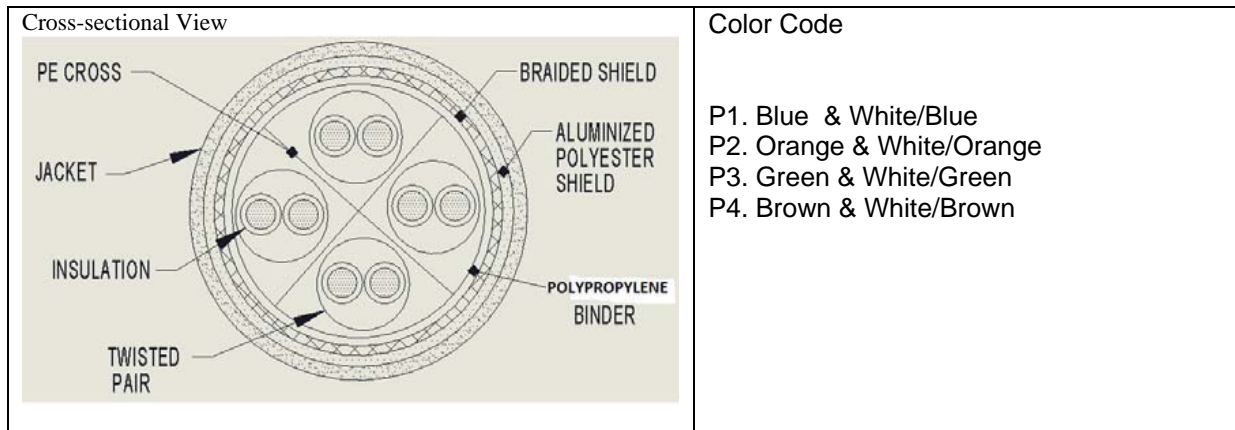 Cross-sectional View
PE CROSS
JACKET
INSULATION
TWISTED
PAIR
BRAIDED SHIELD
ALUMINIZED
POLYESTER
SHIELD
POLYPROPYLENE
BINDER
Color Code
P1. Blue & White/Blue
P2. Orange & White/Orange
P3. Green & White/Green
P4. Brown & White/Brown